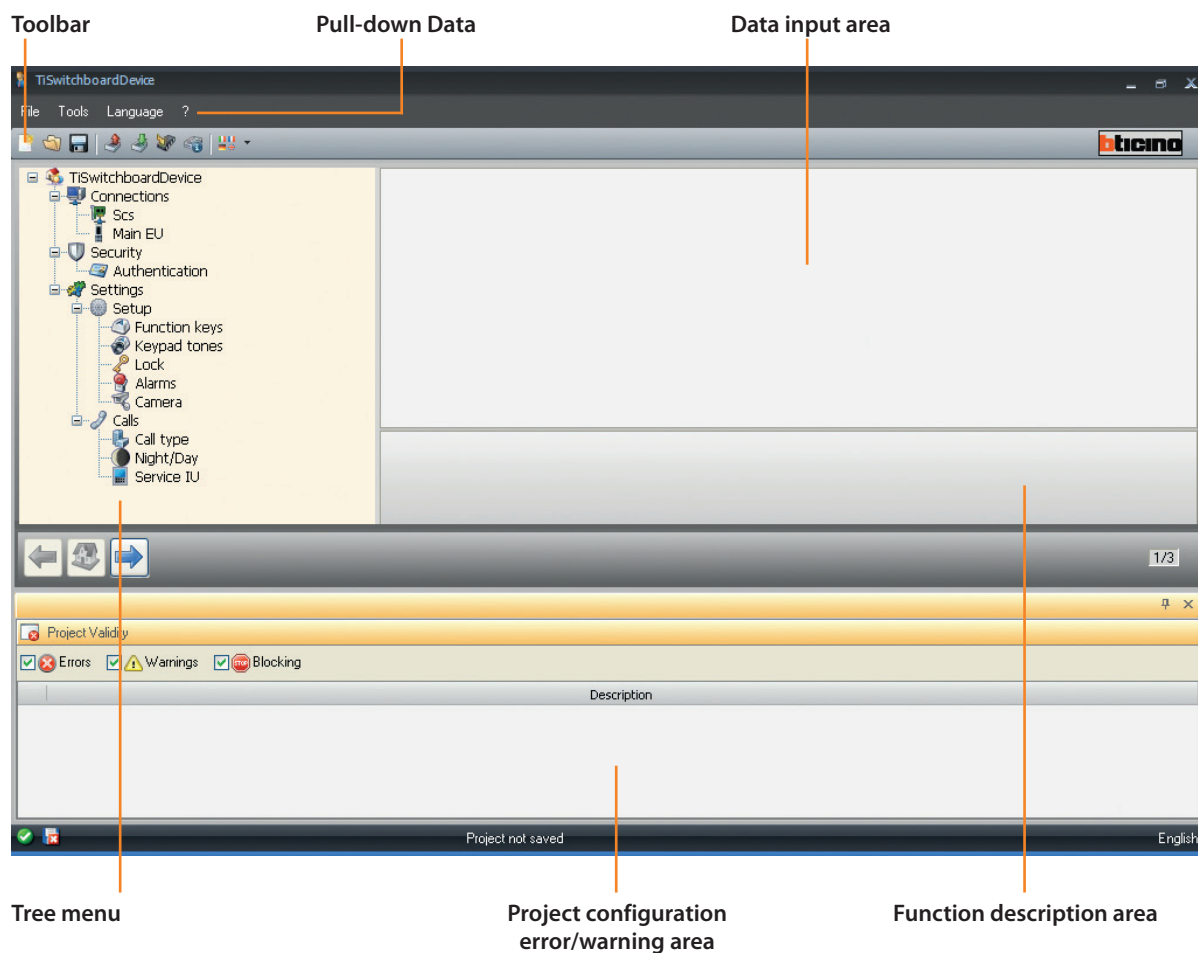 Toolbar
Pull-down Data
Data input area
TiSwitchboardDevice
File Tools Language ?
bticino
TiSwitchboardDevice
Connections
Scs
Main EU
Security
Authentication
Settings
Setup
Function keys
Keypad tones
Lock
Alarms
Camera
Calls
Call type
Night/Day
Service IU
1/3
Project Validity
Errors Warnings STOP Blocking
Description
Project not saved
English
Tree menu
Project configuration
error/warning area
Function description area